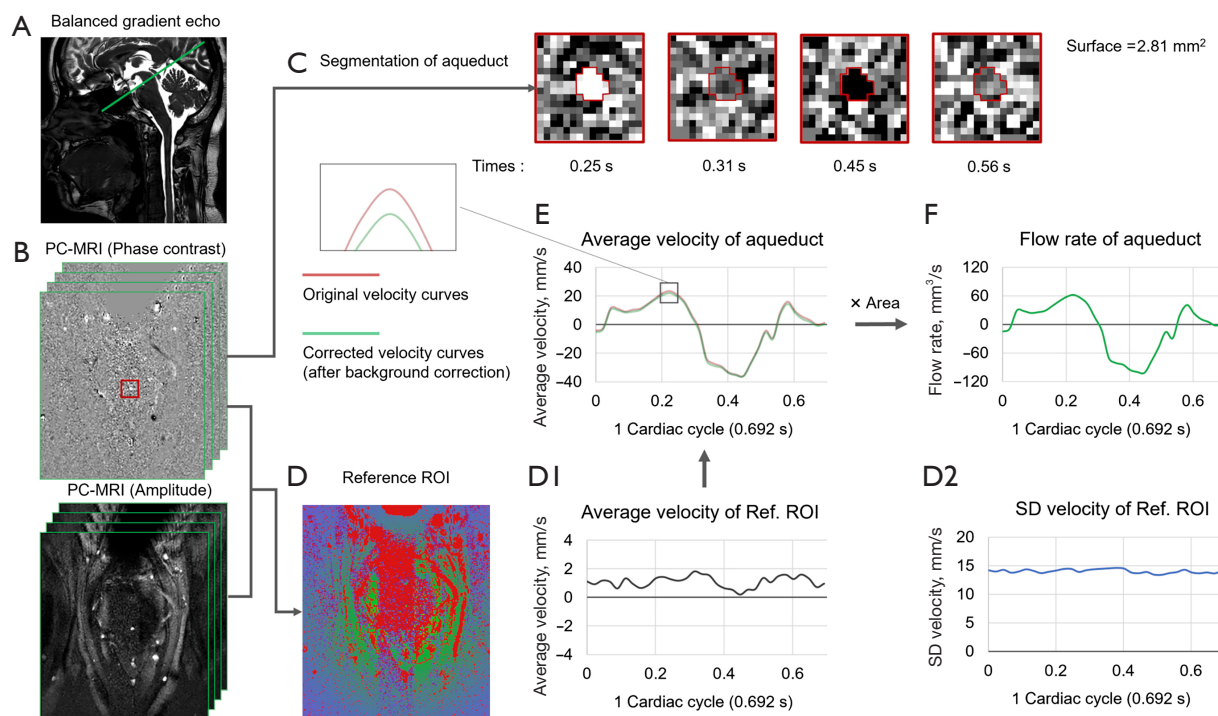 A
Balanced gradient echo
B
PC-MRI (Phase contrast)
PC-MRI (Amplitude)
C
Segmentation of aqueduct
Surface =2.81 mm²
Times :
0.25 s
0.31 s
0.45 s
0.56 s
Original velocity curves
Corrected velocity curves
(after background correction)
D
Reference ROI
E
Average velocity of aqueduct
Average velocity, mm/s
40
20
0
−20
−40
0
0.2
0.4
0.6
1 Cardiac cycle (0.692 s)
× Area
F
Flow rate of aqueduct
Flow rate, mm³/s
120
60
0
−60
−120
0
0.2
0.4
0.6
1 Cardiac cycle (0.692 s)
D1
Average velocity of Ref. ROI
Average velocity, mm/s
4
2
0
−2
−4
0
0.2
0.4
0.6
1 Cardiac cycle (0.692 s)
D2
SD velocity of Ref. ROI
SD velocity, mm/s
20
15
10
5
0
0
0.2
0.4
0.6
1 Cardiac cycle (0.692 s)